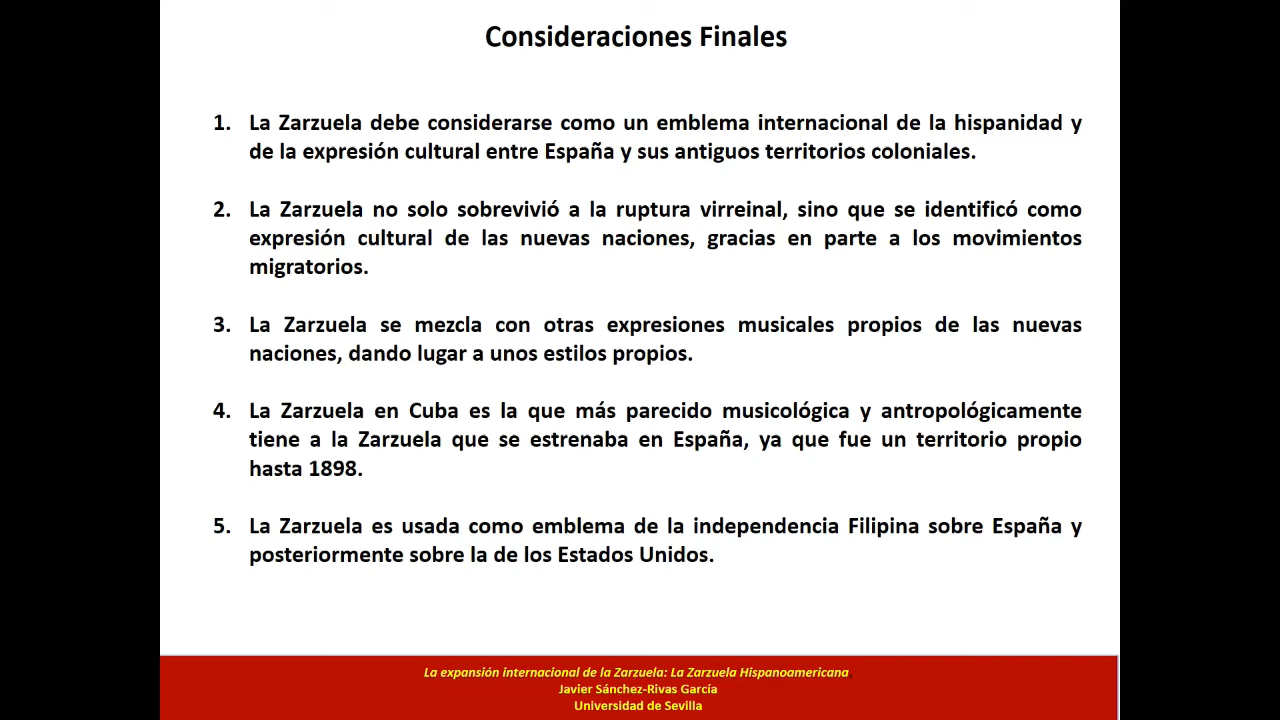 Consideraciones Finales
1. La Zarzuela debe considerarse como un emblema internacional de la hispanidad y
de la expresión cultural entre España y sus antiguos territorios coloniales.
2. La Zarzuela no solo sobrevivió a la ruptura virreinal, sino que se identificó como
expresión cultural de las nuevas naciones, gracias en parte a los movimientos
migratorios.
3. La Zarzuela se mezcla con otras expresiones musicales propios de las nuevas
naciones, dando lugar a unos estilos propios.
4. La Zarzuela en Cuba es la que más parecido musicológica y antropológicamente
tiene a la Zarzuela que se estrenaba en España, ya que fue un territorio propio
hasta 1898.
5. La Zarzuela es usada como emblema de la independencia Filipina sobre España y
posteriormente sobre la de los Estados Unidos.
La expansión internacional de la Zarzuela: La Zarzuela Hispanoamericana
Javier Sánchez-Rivas García
Universidad de Sevilla